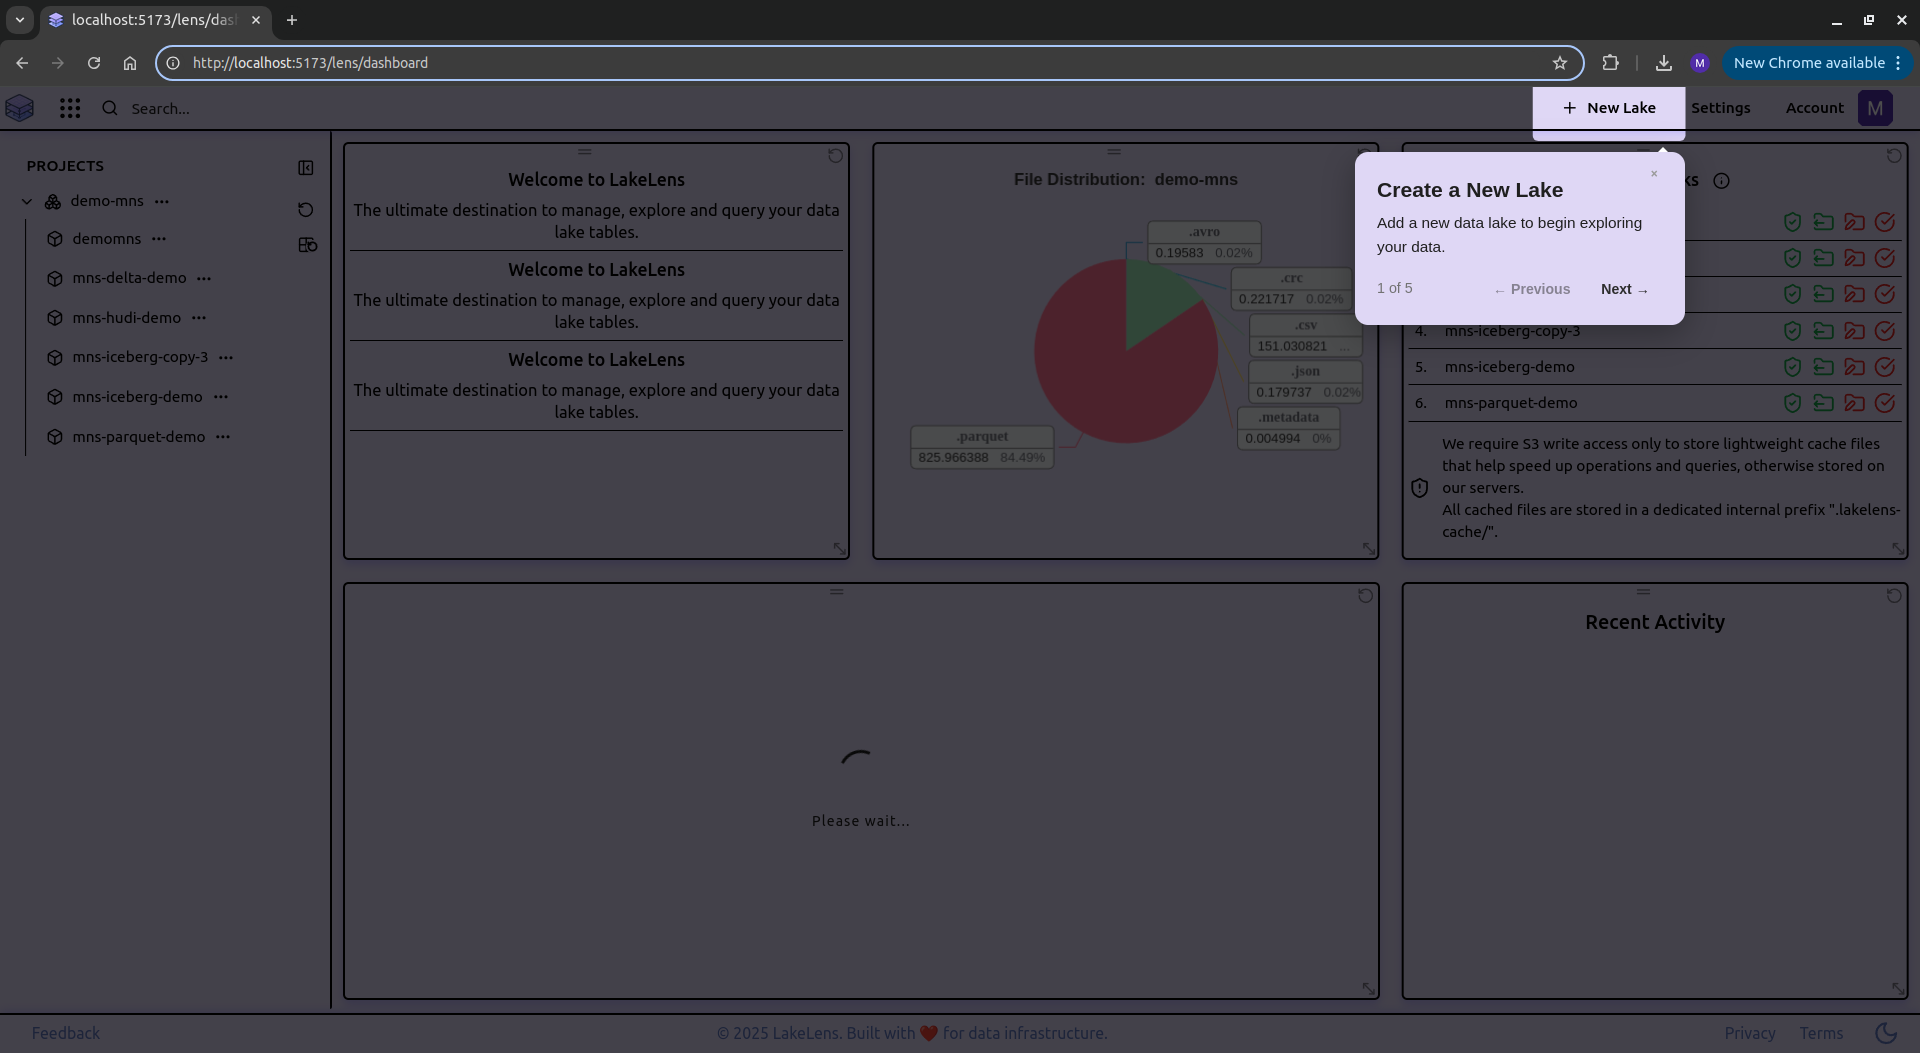 localhost:5173/lens/das
http://localhost:5173/lens/dashboard
M
New Chrome available
Search...
+ New Lake
Settings
Account
M
PROJECTS
demo-mns
demomns
mns-delta-demo
mns-hudi-demo
mns-iceberg-copy-3
mns-iceberg-demo
mns-parquet-demo
Welcome to LakeLens
The ultimate destination to manage, explore and query your data
lake tables.
Welcome to LakeLens
The ultimate destination to manage, explore and query your data
lake tables.
Welcome to LakeLens
The ultimate destination to manage, explore and query your data
lake tables.
File Distribution: demo-mns
.avro
0.19583 0.02%
.crc
0.221717 0.02%
.csv
151.030821 ...
.json
0.179737 0.02%
.metadata
0.004994 0%
.parquet
825.966388 84.49%
Create a New Lake
×
Add a new data lake to begin exploring
your data.
1 of 5
← Previous
Next →
4. mns-iceberg-copy-3
5. mns-iceberg-demo
6. mns-parquet-demo
We require S3 write access only to store lightweight cache files
that help speed up operations and queries, otherwise stored on
our servers.
All cached files are stored in a dedicated internal prefix ".lakelens-
cache/".
Please wait...
Recent Activity
Feedback
© 2025 LakeLens. Built with ❤️ for data infrastructure.
Privacy
Terms